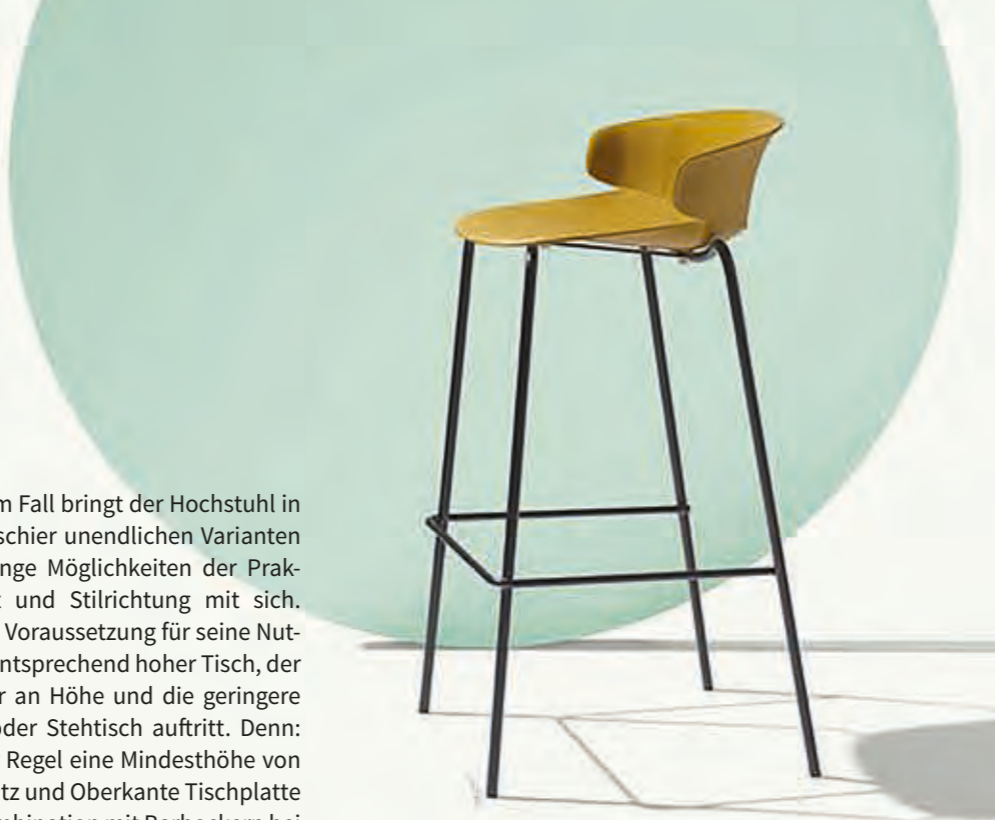 Fall bringt der Hochstuhl in
schier unendlichen Varianten
Möglichkeiten der Prak-
und Stilrichtung mit sich.
Voraussetzung für seine Nut-
ntsprechend hoher Tisch, der
an Höhe und die geringere
oder Stehtisch auftritt. Denn:
Regel eine Mindesthöhe von
tz und Oberkante Tischplatte